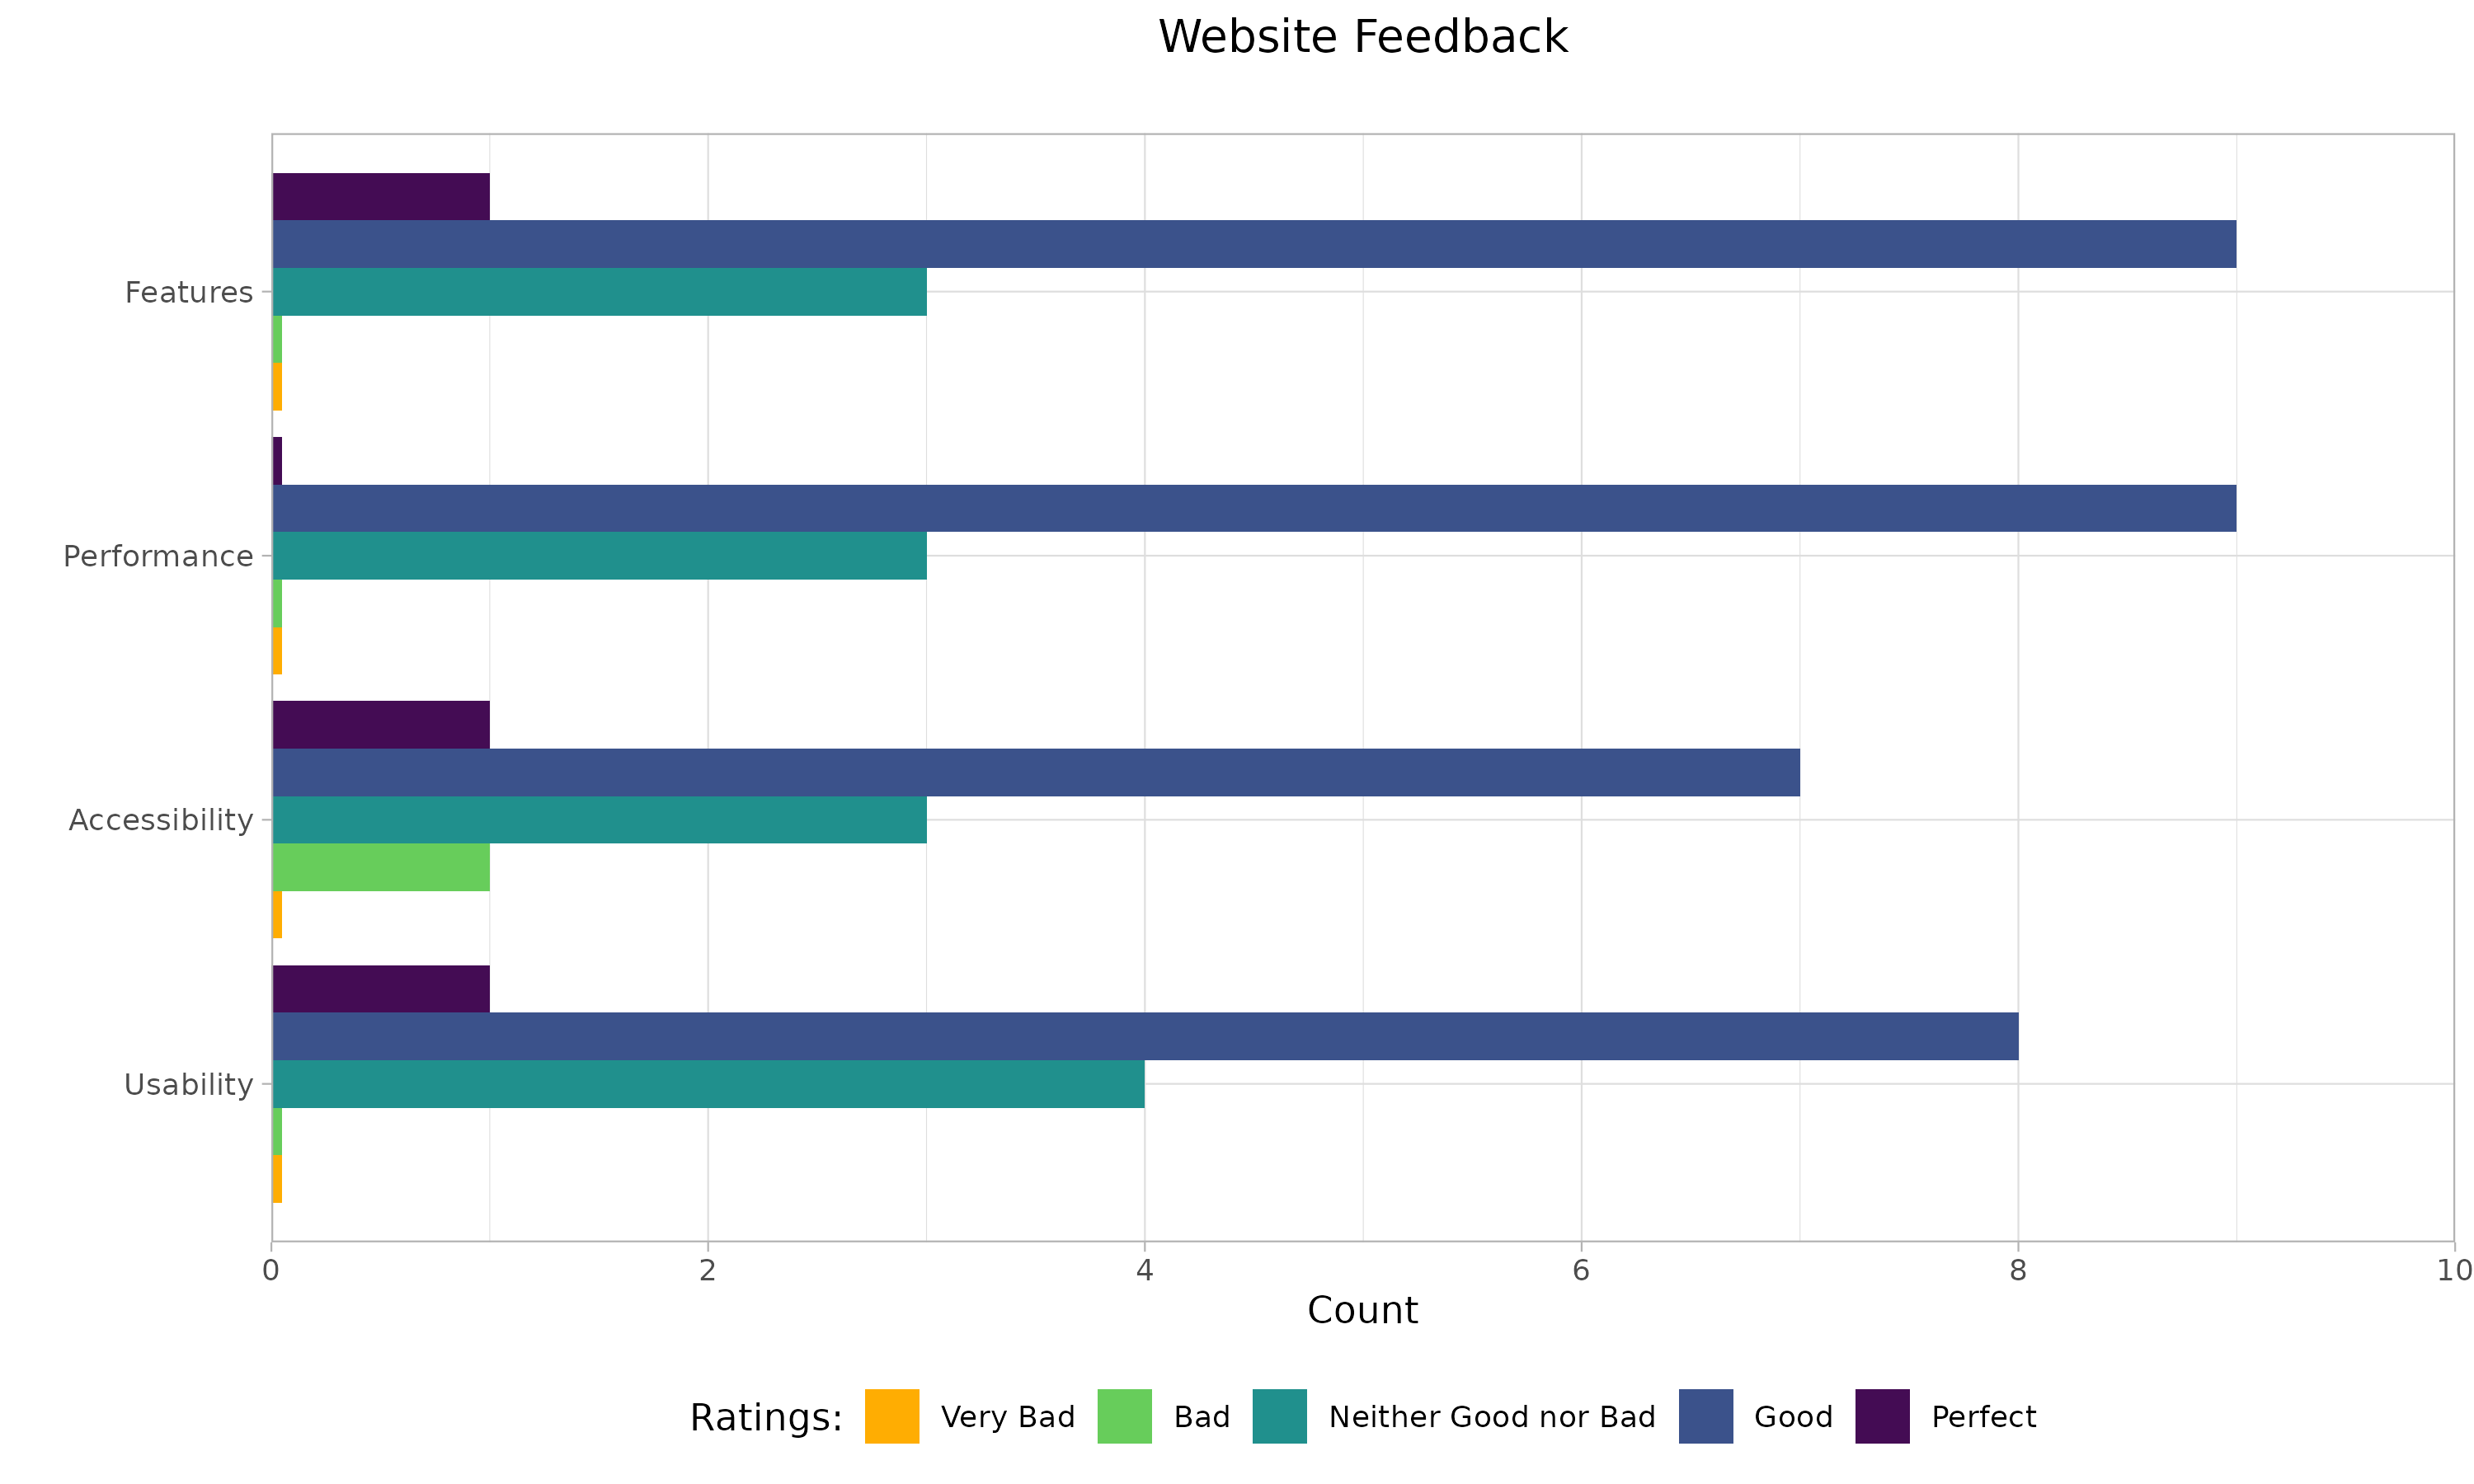 Website Feedback
Features
Performance
Accessibility
Usability
0 2 4 6 8 10
Count
Ratings: Very Bad Bad Neither Good nor Bad Good Perfect